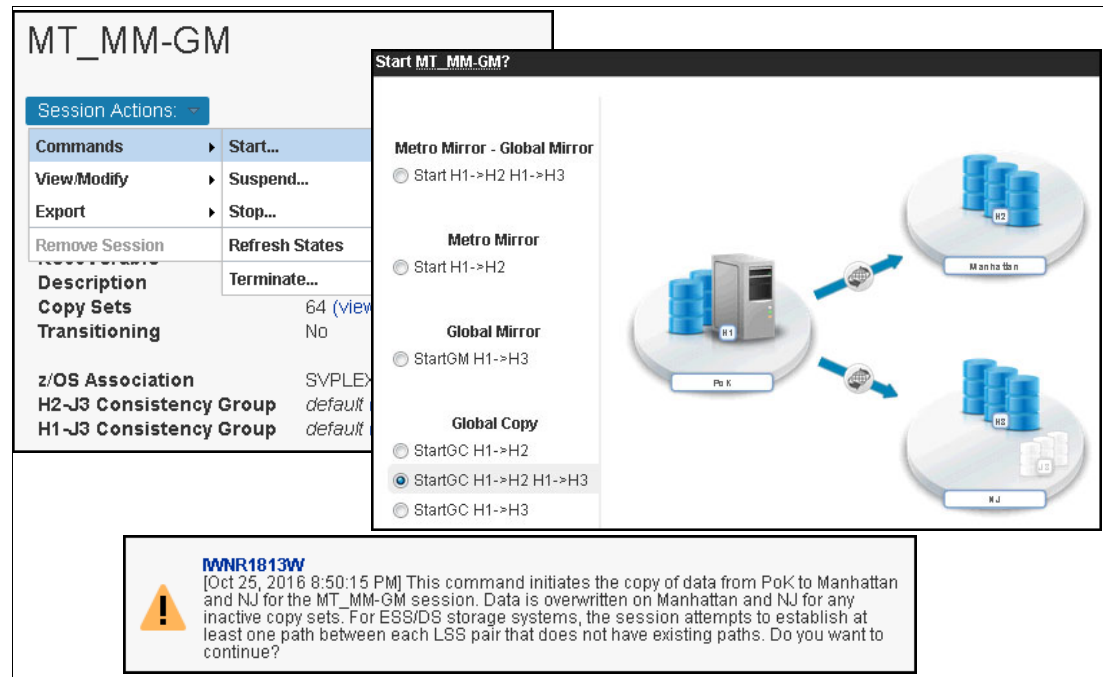 MT_MM-GM
Session Actions:
Commands
View/Modify
Export
Remove Session
Start...
Suspend...
Stop...
Refresh States
Terminate...
Description
Copy Sets 64 (view
Transitioning No
z/OS Association SVPLEX
H2-J3 Consistency Group default
H1-J3 Consistency Group default
Start MT_MM-GM?
Metro Mirror - Global Mirror
Start H1->H2 H1->H3
Metro Mirror
Start H1->H2
Global Mirror
StartGM H1->H3
Global Copy
StartGC H1->H2
StartGC H1->H2 H1->H3
StartGC H1->H3
H1
PoK
H2
Manhattan
H3
J3
NJ
IWNR1813W
[Oct 25, 2016 8:50:15 PM] This command initiates the copy of data from PoK to Manhattan
and NJ for the MT_MM-GM session. Data is overwritten on Manhattan and NJ for any
inactive copy sets. For ESS/DS storage systems, the session attempts to establish at
least one path between each LSS pair that does not have existing paths. Do you want to
continue?